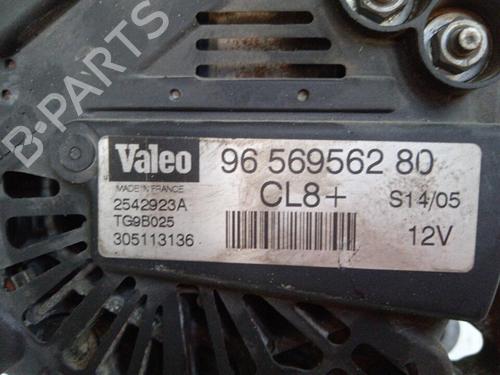 B-PARTS
Valeo
96 569562 80
MADE IN FRANCE
CL8+
S14/05
2542923A
TG9B025
305113136
12V